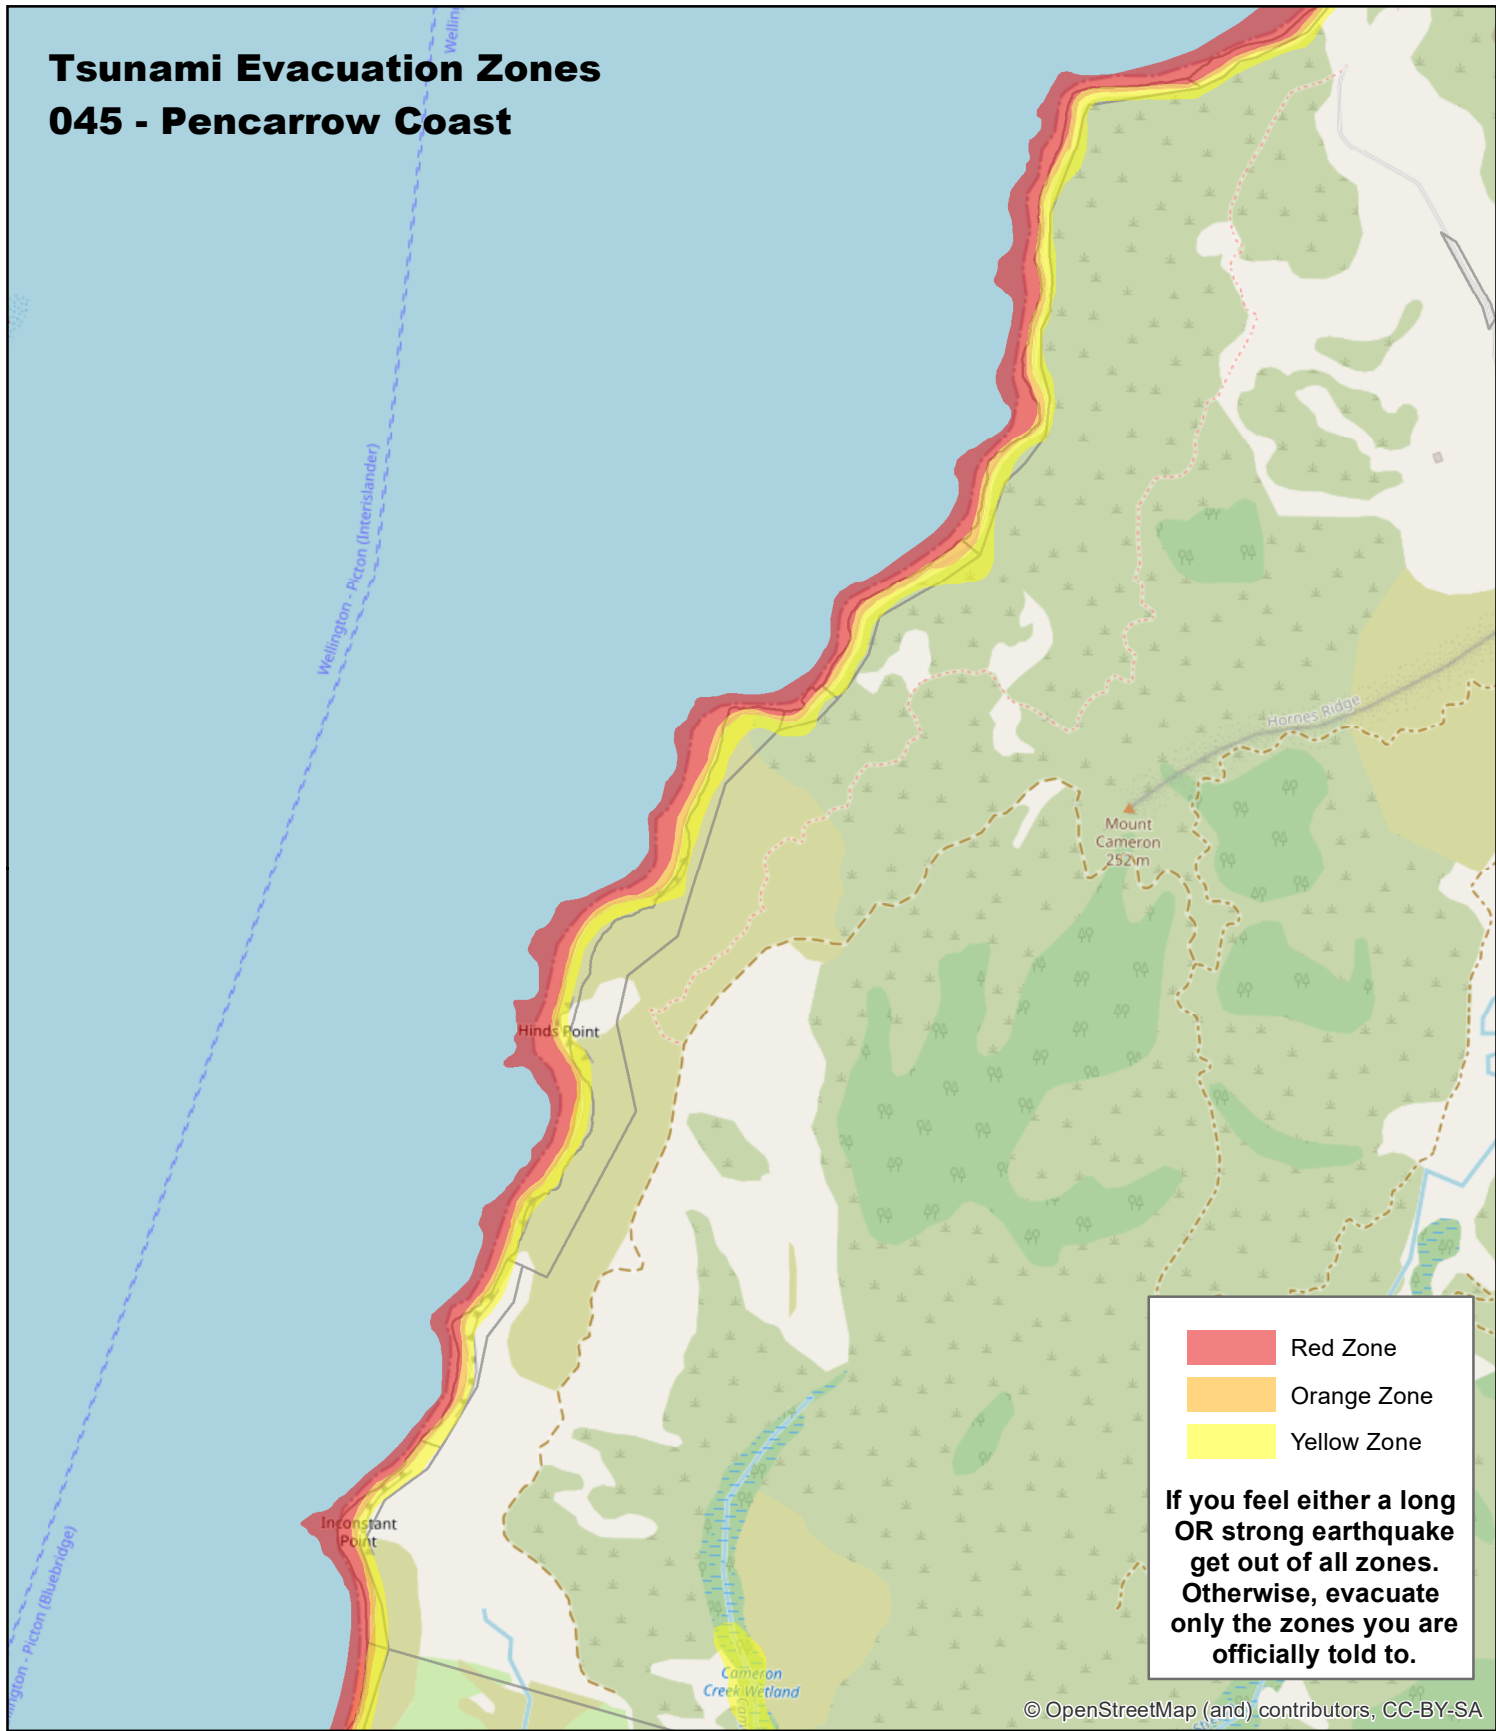 Tsunami Evacuation Zones
045 - Pencarrow Coast
Wellington - Picton (Interislander)
Hornes Ridge
Mount
Cameron
252 m
Hinds Point
Inconstant
Point
Picton (Bluebridge)
Cameron
Creek Wetland
Red Zone
Orange Zone
Yellow Zone
If you feel either a long
OR strong earthquake
get out of all zones.
Otherwise, evacuate
only the zones you are
officially told to.
© OpenStreetMap (and) contributors, CC-BY-SA